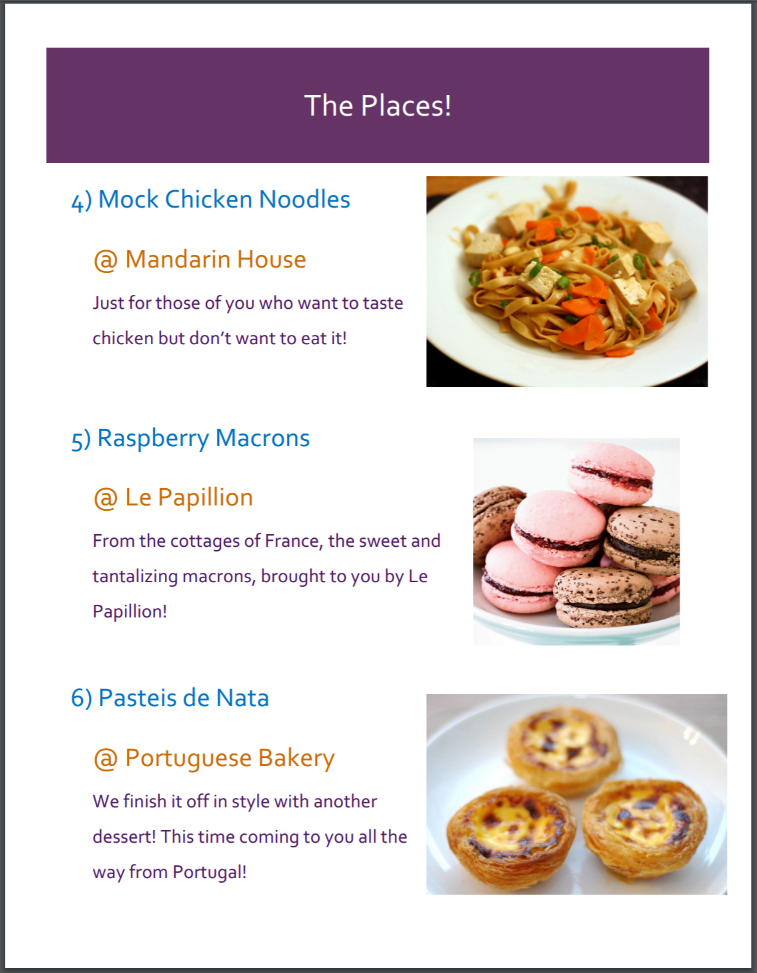 The Places!
4) Mock Chicken Noodles
@ Mandarin House
Just for those of you who want to taste
chicken but don’t want to eat it!
5) Raspberry Macrons
@ Le Papillion
From the cottages of France, the sweet and
tantalizing macrons, brought to you by Le
Papillion!
6) Pasteis de Nata
@ Portuguese Bakery
We finish it off in style with another
dessert! This time coming to you all the
way from Portugal!